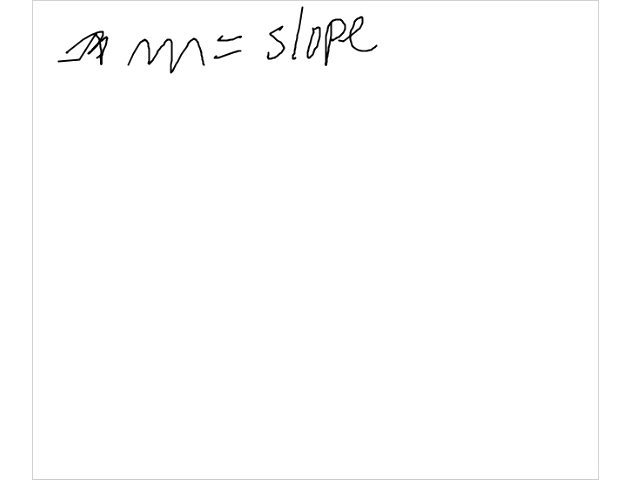 → m = slope